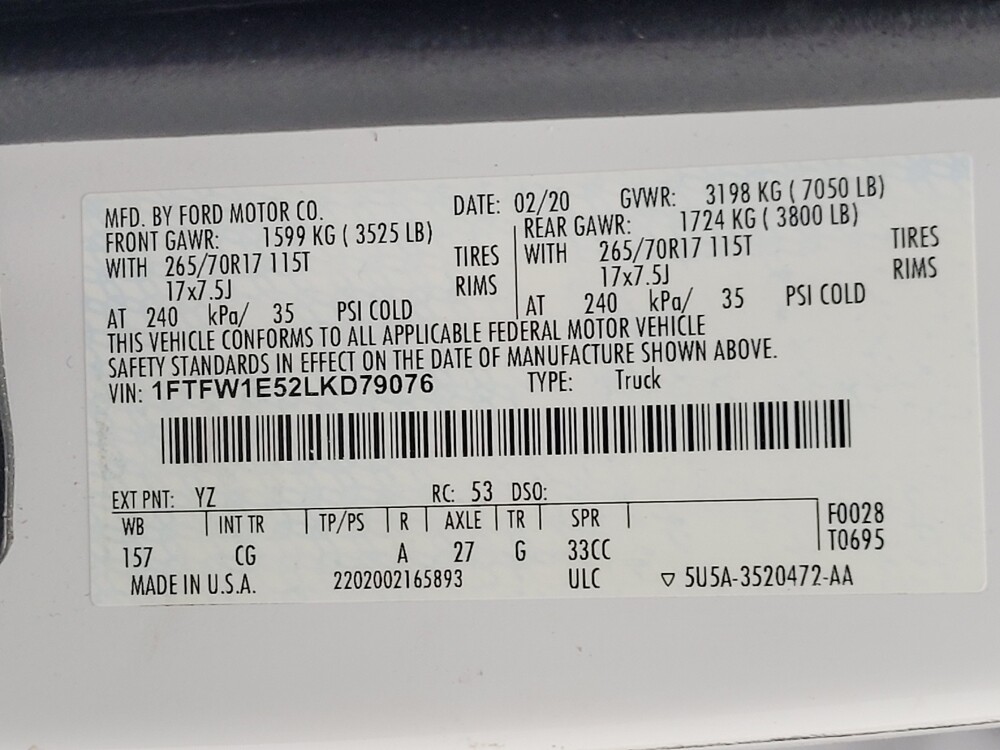 MFD. BY FORD MOTOR CO. DATE: 02/20 GVWR: 3198 KG ( 7050 LB)
FRONT GAWR: 1599 KG ( 3525 LB) REAR GAWR: 1724 KG ( 3800 LB)
WITH 265/70R17 115T TIRES WITH 265/70R17 115T TIRES
17x7.5J RIMS 17x7.5J RIMS
AT 240 kPa/ 35 PSI COLD AT 240 kPa/ 35 PSI COLD
THIS VEHICLE CONFORMS TO ALL APPLICABLE FEDERAL MOTOR VEHICLE
SAFETY STANDARDS IN EFFECT ON THE DATE OF MANUFACTURE SHOWN ABOVE.
VIN: 1FTFW1E52LKD79076 TYPE: Truck
EXT PNT: YZ RC: 53 DSO:
WB INT TR TP/PS R AXLE TR SPR F0028
157 CG A 27 G 33CC T0695
MADE IN U.S.A. 2202002165893 ULC ▽ 5U5A-3520472-AA